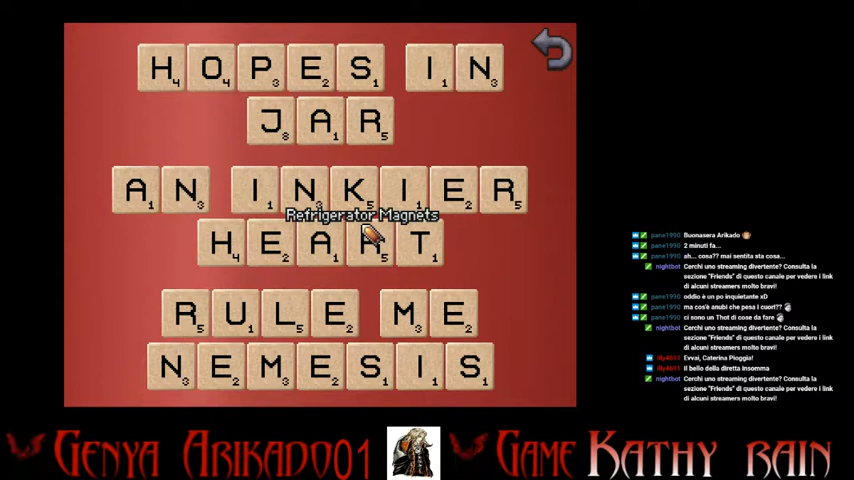 HOPES IN
JAR
AN INKIER
Refrigerator Magnets
HEART
RULE ME
NEMESIS
pane1990 Buonasera Arikado
pane1990 2 minuti fa...
pane1990 ah... cosa?? mai sentita sta cosa...
nightbot Cerchi uno streaming divertente? Consulta la
sezione "Friends" di questo canale per vedere i link
di alcuni streamers molto bravi!
pane1990 oddio è un po inquietante xD
pane1990 ma cos'è anubi che pesa i cuori??
pane1990 ci sono un Thot di cose da fare
nightbot Cerchi uno streaming divertente? Consulta la
sezione "Friends" di questo canale per vedere i link
di alcuni streamers molto bravi!
illy4691 Evvai, Caterina Pioggia!
illy4691 Il bello della diretta insomma
nightbot Cerchi uno streaming divertente? Consulta la
sezione "Friends" di questo canale per vedere i link
di alcuni streamers molto bravi!
GENYA ARIKADO01 GAME KATHY RAIN